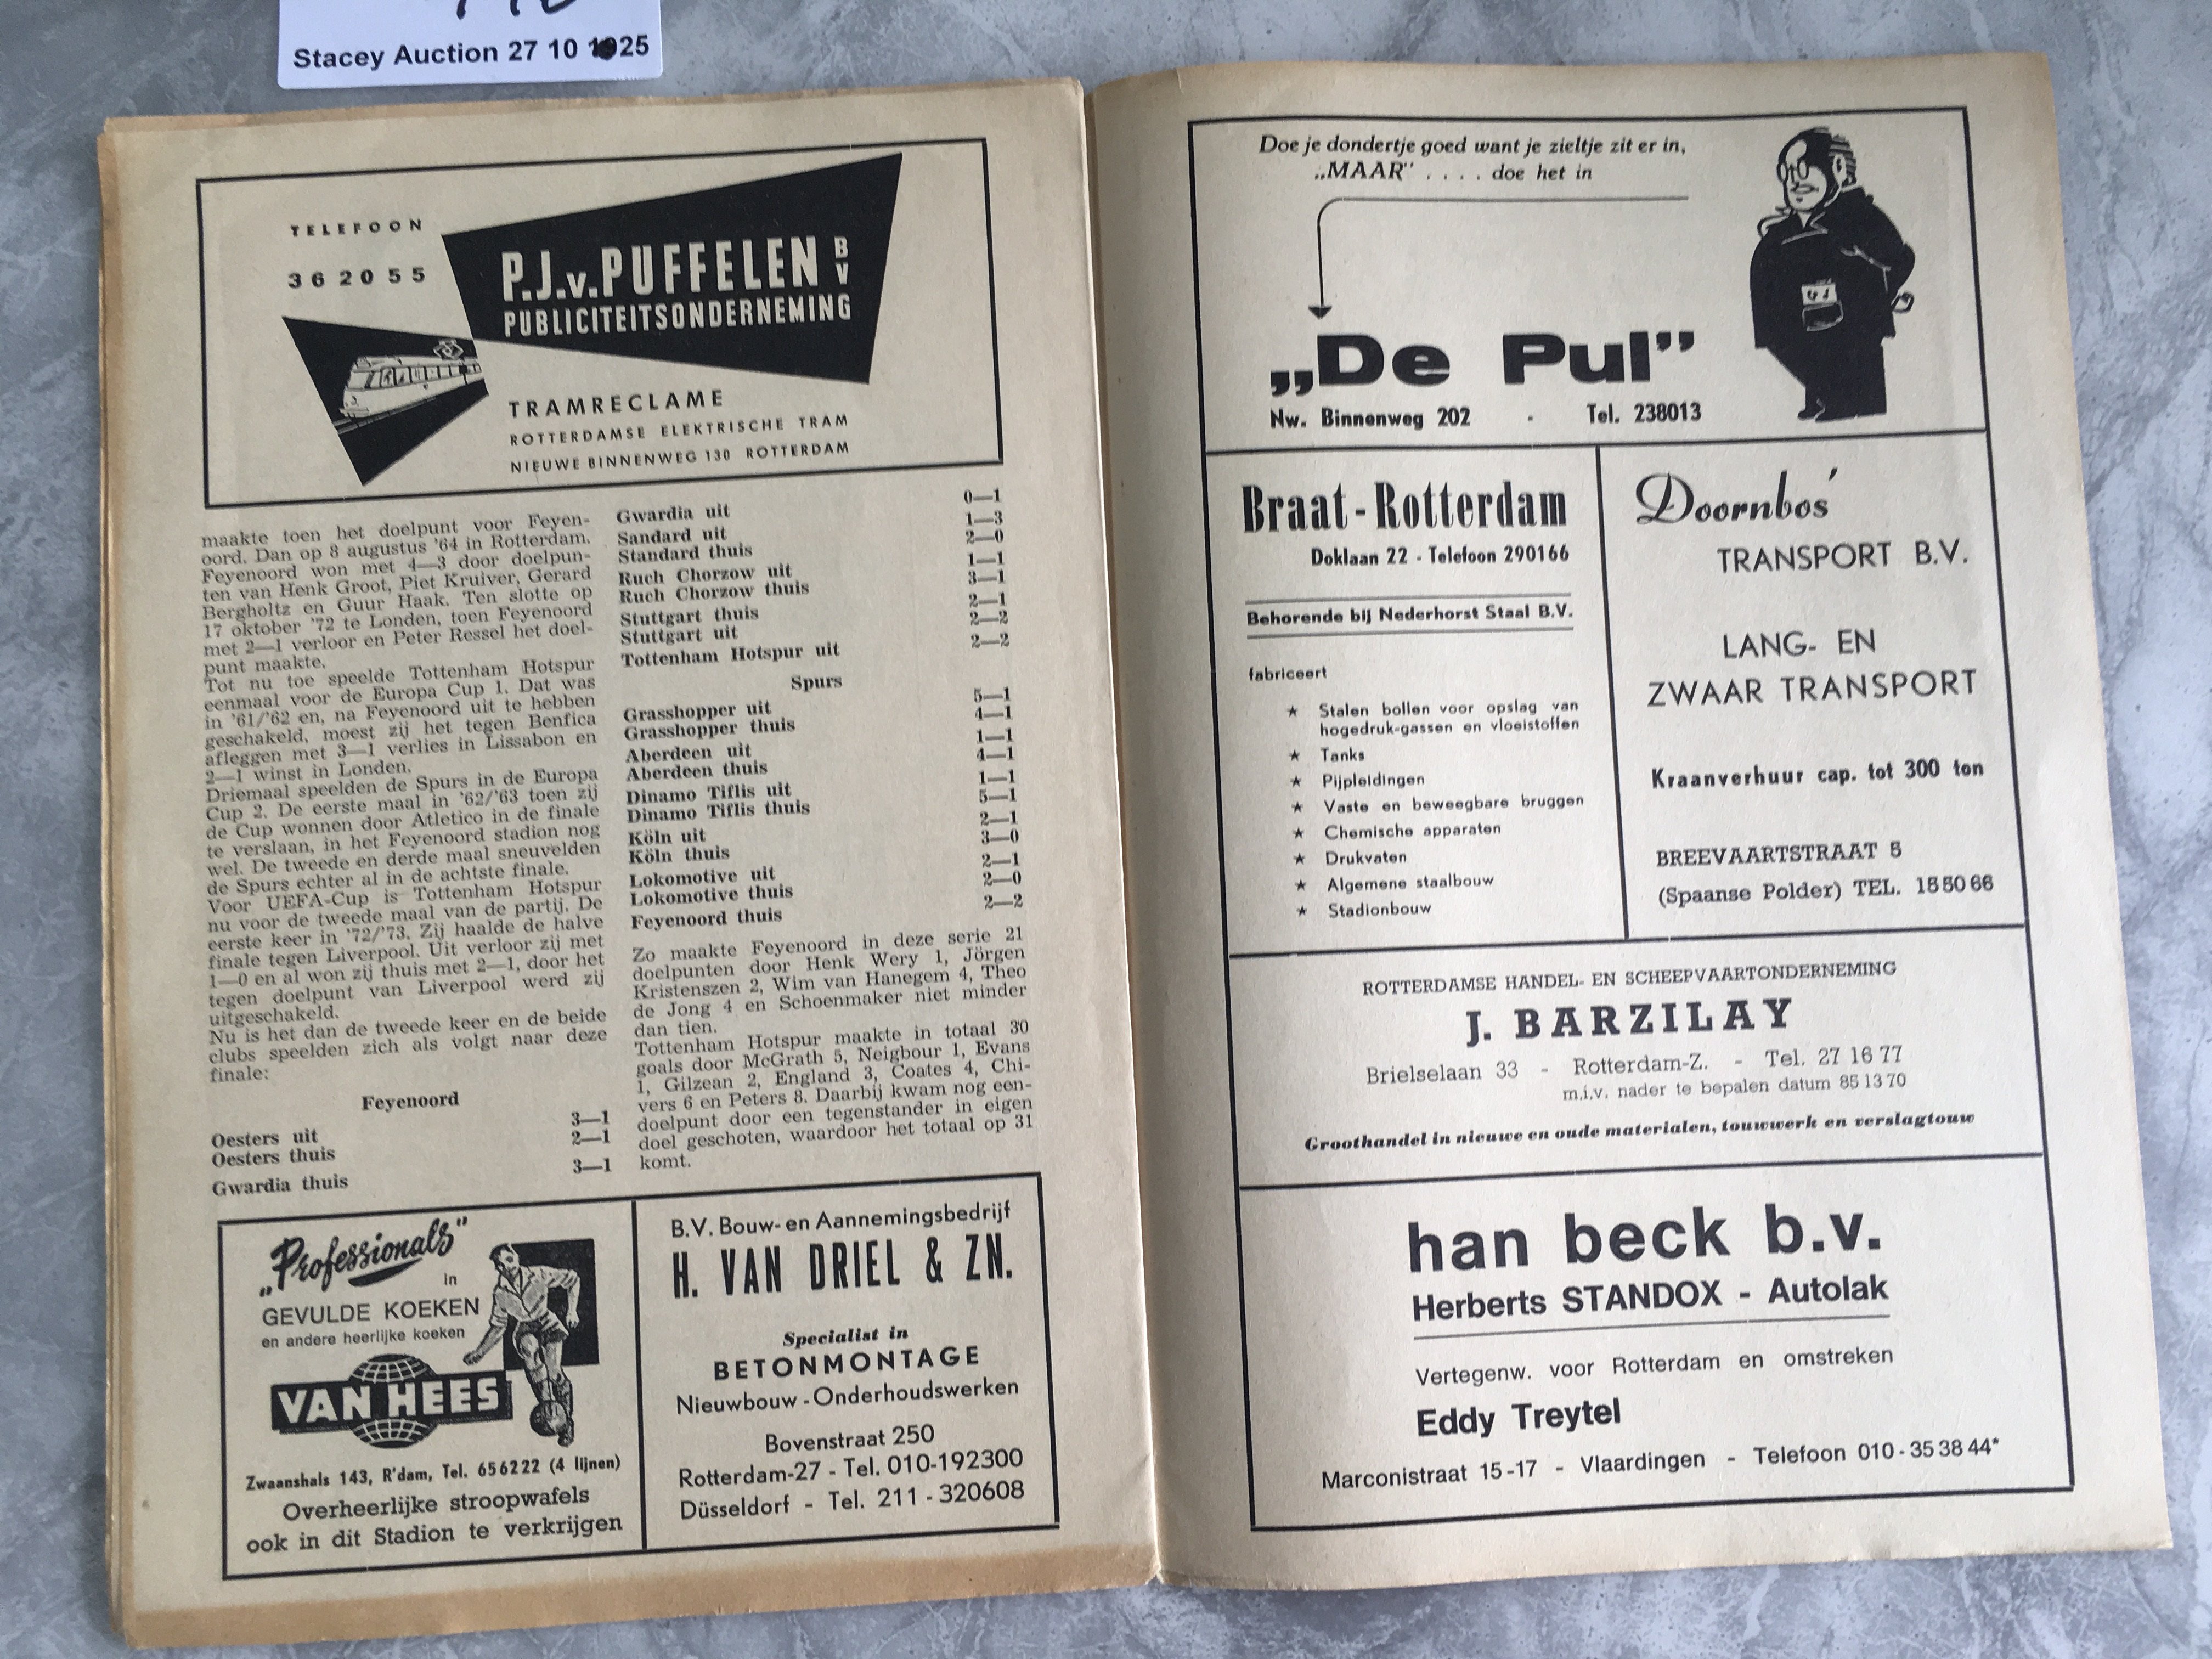 Stacey Auction 27 10 1925
TELEFOON
362055
P.J.v.PUFFELEN BV
PUBLICITEITSONDERNEMING
TRAMRECLAME
ROTTERDAMSE ELEKTRISCHE TRAM
NIEUWE BINNENWEG 130 ROTTERDAM
maakte toen het doelpunt voor Feyen-
oord. Dan op 8 augustus '64 in Rotterdam.
Feyenoord won met 4—3 door doelpun-
ten van Henk Groot, Piet Kruiver, Gerard
Bergholtz en Guur Haak. Ten slotte op
17 oktober '72 te Londen, toen Feyenoord
met 2—1 verloor en Peter Ressel het doel-
punt maakte.
Tot nu toe speelde Tottenham Hotspur
eenmaal voor de Europa Cup 1. Dat was
in '61/'62 en, na Feyenoord uit te hebben
geschakeld, moest zij het tegen Benfica
afleggen met 3—1 verlies in Lissabon en
2—1 winst in Londen.
Driemaal speelden de Spurs in de Europa
Cup 2. De eerste maal in '62/'63 toen zij
de Cup wonnen door Atletico in de finale
te verslaan, in het Feyenoord stadion nog
wel. De tweede en derde maal sneuvelden
de Spurs echter al in de achtste finale.
Voor UEFA-Cup is Tottenham Hotspur
nu voor de tweede maal van de partij. De
eerste keer in '72/'73. Zij haalde de halve
finale tegen Liverpool. Uit verloor zij met
1—0 en al won zij thuis met 2—1, door het
tegen doelpunt van Liverpool werd zij
uitgeschakeld.
Nu is het dan de tweede keer en de beide
clubs speelden zich als volgt naar deze
finale:
Feyenoord
Oesters uit 3—1
Oesters thuis 2—1
Gwardia thuis 3—1
Gwardia uit 0—1
Sandard uit 1—3
Standard thuis 2—0
Ruch Chorzow uit 1—1
Ruch Chorzow thuis 3—1
Stuttgart thuis 2—1
Stuttgart uit 2—2
Tottenham Hotspur uit 2—2
Spurs
Grasshopper uit 5—1
Grasshopper thuis 4—1
Aberdeen uit 1—1
Aberdeen thuis 4—1
Dinamo Tiflis uit 1—1
Dinamo Tiflis thuis 5—1
Köln uit 2—1
Köln thuis 3—0
Lokomotive uit 2—1
Lokomotive thuis 2—0
Feyenoord thuis 2—2
Zo maakte Feyenoord in deze serie 21
doelpunten door Henk Wery 1, Jörgen
Kristenszen 2, Wim van Hanegem 4, Theo
de Jong 4 en Schoenmaker niet minder
dan tien.
Tottenham Hotspur maakte in totaal 30
goals door McGrath 5, Neigbour 1, Evans
1, Gilzean 2, England 3, Coates 4, Chi-
vers 6 en Peters 8. Daarbij kwam nog een-
doelpunt door een tegenstander in eigen
doel geschoten, waardoor het totaal op 31
komt.
„Professionals”
in
GEVULDE KOEKEN
en andere heerlijke koeken
VAN HEES
Zwaanshals 143, R'dam, Tel. 656222 (4 lijnen)
Overheerlijke stroopwafels
ook in dit Stadion te verkrijgen
B.V. Bouw- en Aannemingsbedrijf
H. VAN DRIEL & ZN.
Specialist in
BETONMONTAGE
Nieuwbouw - Onderhoudswerken
Bovenstraat 250
Rotterdam-27 - Tel. 010-192300
Düsseldorf - Tel. 211 - 320608
Doe je dondertje goed want je zieltje zit er in,
„MAAR” . . . . doe het in
„De Pul”
Nw. Binnenweg 202 - Tel. 238013
Braat-Rotterdam
Doklaan 22 - Telefoon 290166
Behorende bij Nederhorst Staal B.V.
fabriceert
★ Stalen bollen voor opslag van
hogedruk-gassen en vloeistoffen
★ Tanks
★ Pijpleidingen
★ Vaste en beweegbare bruggen
★ Chemische apparaten
★ Drukvaten
★ Algemene staalbouw
★ Stadionbouw
Doornbos'
TRANSPORT B.V.
LANG- EN
ZWAAR TRANSPORT
Kraanverhuur cap. tot 300 ton
BREEVAARTSTRAAT 5
(Spaanse Polder) TEL. 155066
ROTTERDAMSE HANDEL- EN SCHEEPVAARTONDERNEMING
J. BARZILAY
Brielselaan 33 - Rotterdam-Z. - Tel. 27 16 77
m.i.v. nader te bepalen datum 85 13 70
Groothandel in nieuwe en oude materialen, touwwerk en verslagtouw
han beck b.v.
Herberts STANDOX - Autolak
Vertegenw. voor Rotterdam en omstreken
Eddy Treytel
Marconistraat 15-17 - Vlaardingen - Telefoon 010-35 38 44*